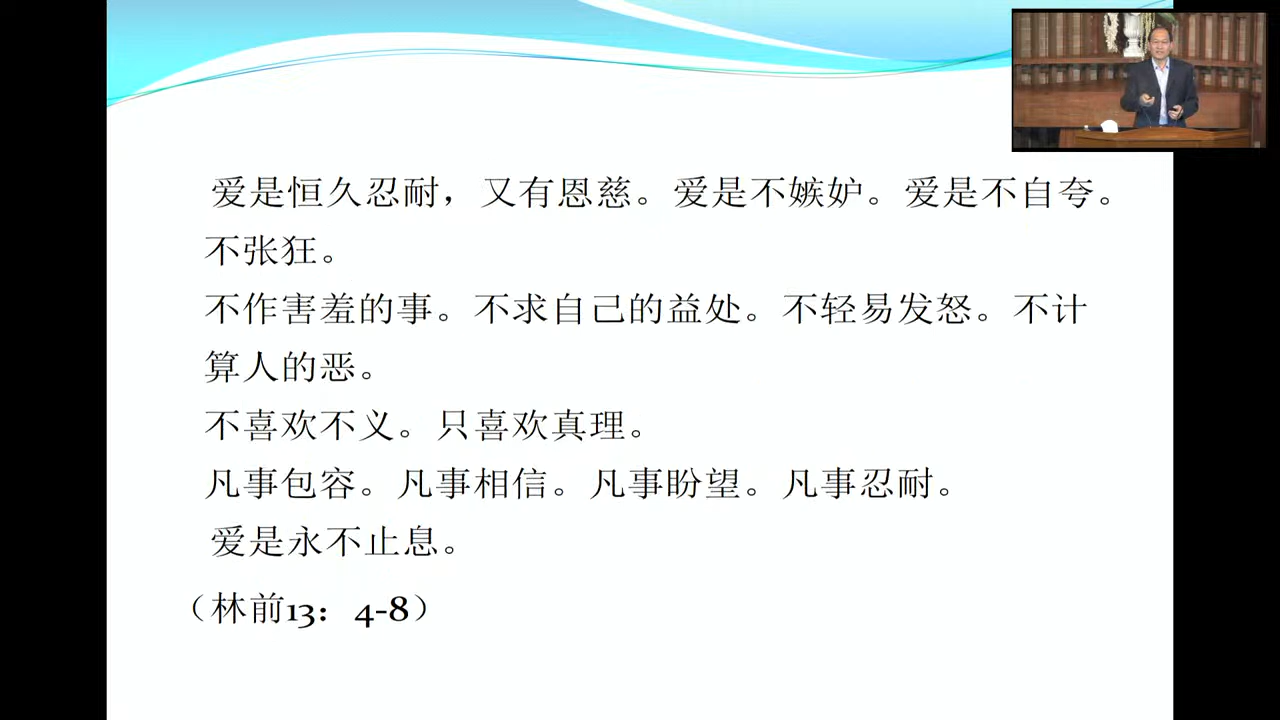 爱是恒久忍耐，又有恩慈。爱是不嫉妒。爱是不自夸。
不张狂。
不作害羞的事。不求自己的益处。不轻易发怒。不计
算人的恶。
不喜欢不义。只喜欢真理。
凡事包容。凡事相信。凡事盼望。凡事忍耐。
爱是永不止息。
（林前13：4-8）